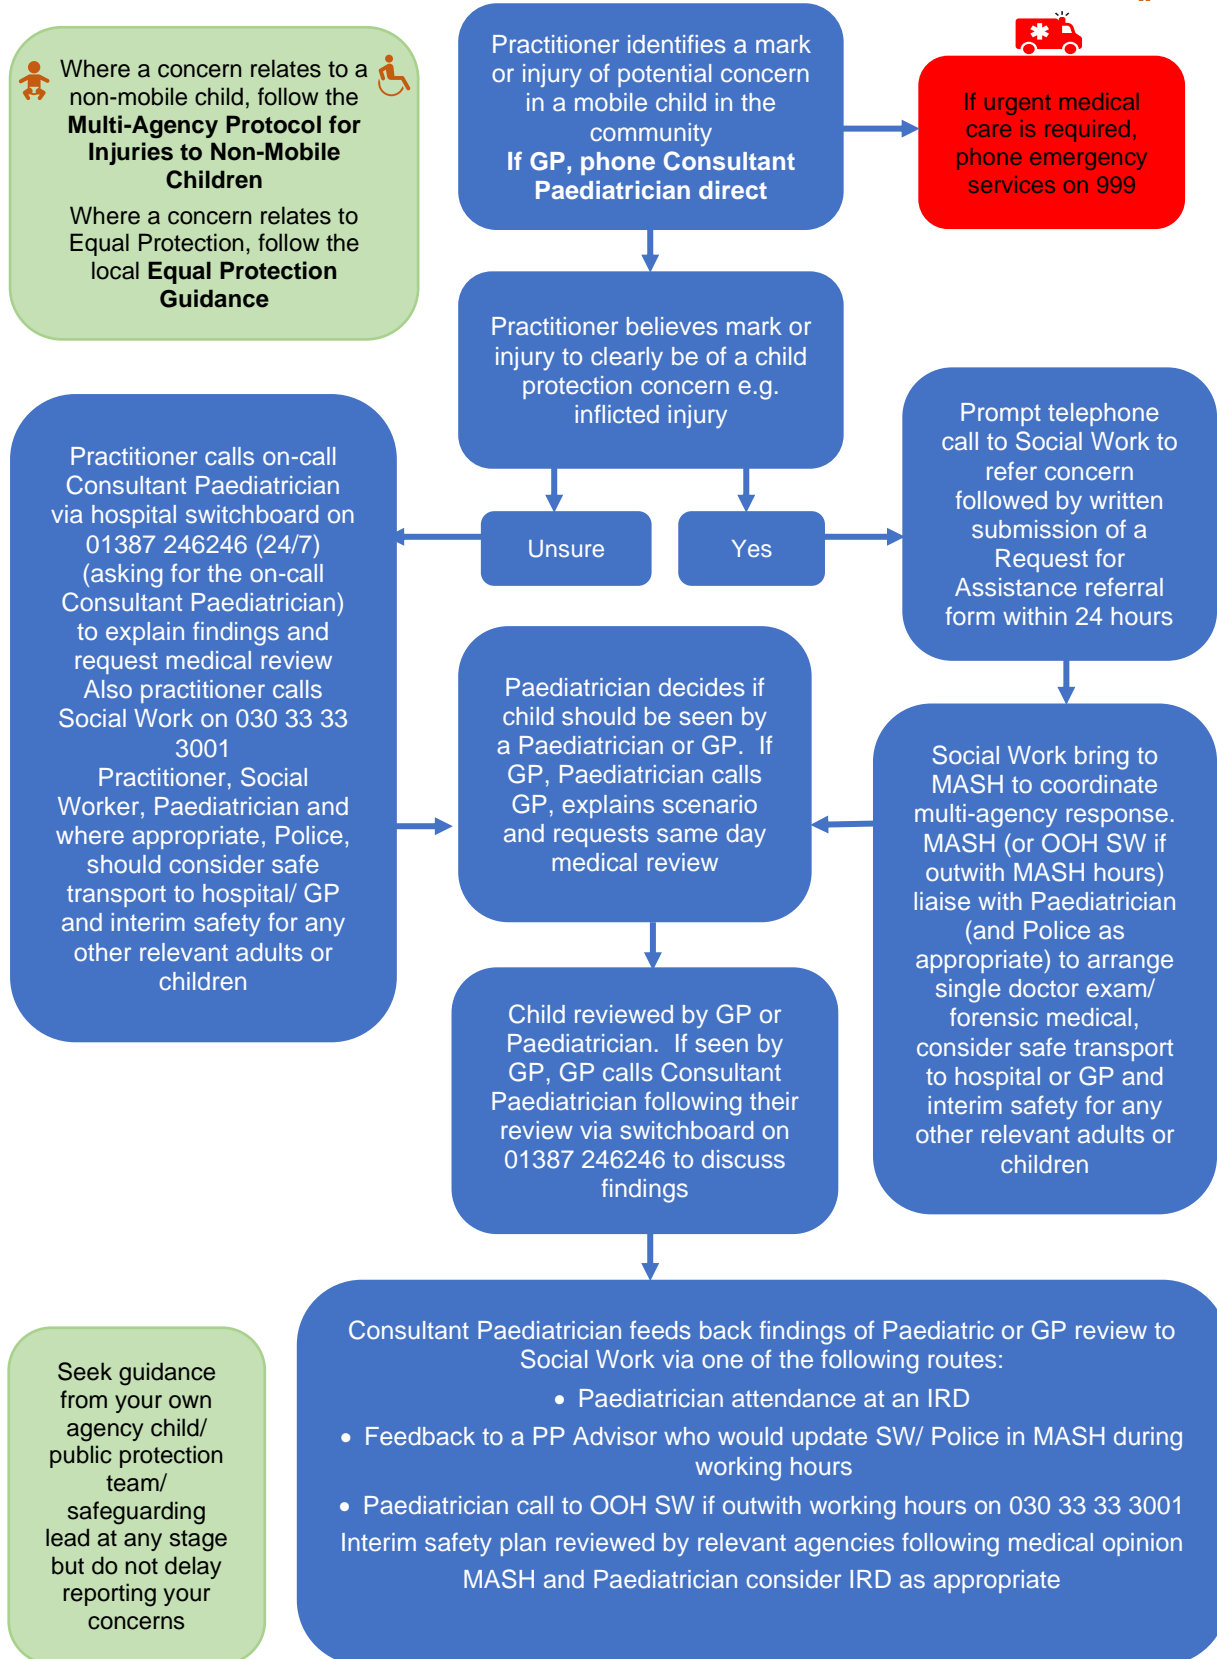 Where a concern relates to a
non-mobile child, follow the
Multi-Agency Protocol for
Injuries to Non-Mobile
Children
Where a concern relates to
Equal Protection, follow the
local Equal Protection
Guidance
Practitioner identifies a mark
or injury of potential concern
in a mobile child in the
community
If GP, phone Consultant
Paediatrician direct
If urgent medical
care is required,
phone emergency
services on 999
Practitioner believes mark or
injury to clearly be of a child
protection concern e.g.
inflicted injury
Unsure
Yes
Practitioner calls on-call
Consultant Paediatrician
via hospital switchboard on
01387 246246 (24/7)
(asking for the on-call
Consultant Paediatrician)
to explain findings and
request medical review
Also practitioner calls
Social Work on 030 33 33
3001
Practitioner, Social
Worker, Paediatrician and
where appropriate, Police,
should consider safe
transport to hospital/ GP
and interim safety for any
other relevant adults or
children
Prompt telephone
call to Social Work to
refer concern
followed by written
submission of a
Request for
Assistance referral
form within 24 hours
Paediatrician decides if
child should be seen by
a Paediatrician or GP. If
GP, Paediatrician calls
GP, explains scenario
and requests same day
medical review
Social Work bring to
MASH to coordinate
multi-agency response.
MASH (or OOH SW if
outwith MASH hours)
liaise with Paediatrician
(and Police as
appropriate) to arrange
single doctor exam/
forensic medical,
consider safe transport
to hospital or GP and
interim safety for any
other relevant adults or
children
Child reviewed by GP or
Paediatrician. If seen by
GP, GP calls Consultant
Paediatrician following their
review via switchboard on
01387 246246 to discuss
findings
Seek guidance
from your own
agency child/
public protection
team/
safeguarding
lead at any stage
but do not delay
reporting your
concerns
Consultant Paediatrician feeds back findings of Paediatric or GP review to
Social Work via one of the following routes:
• Paediatrician attendance at an IRD
• Feedback to a PP Advisor who would update SW/ Police in MASH during
working hours
• Paediatrician call to OOH SW if outwith working hours on 030 33 33 3001
Interim safety plan reviewed by relevant agencies following medical opinion
MASH and Paediatrician consider IRD as appropriate